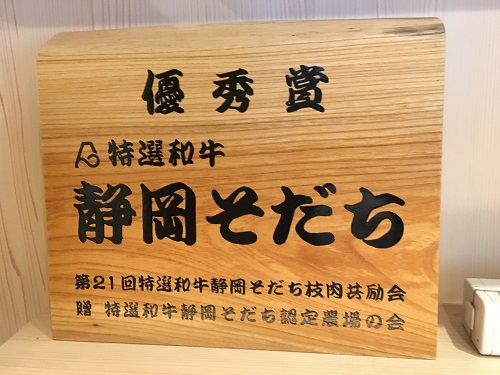 優秀賞
特選和牛
静岡そだち
第21回特選和牛静岡そだち枝肉共励会
贈 特選和牛静岡そだち認定農場の会